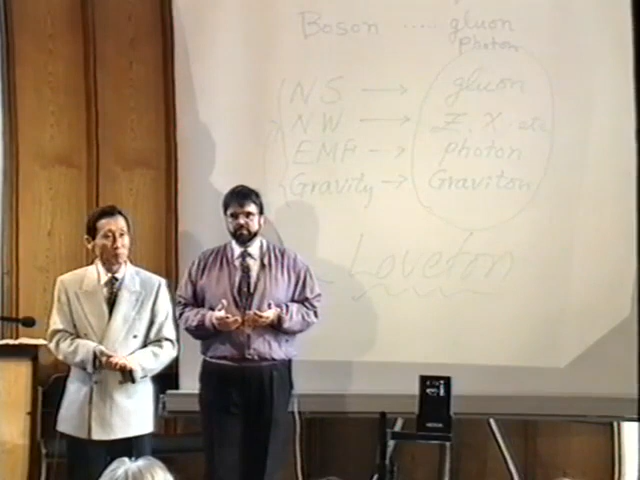 Boson ..... gluon
photon
NS → gluon
NW → Z, X, etc
EMF → photon
Gravity → Graviton
Loveton